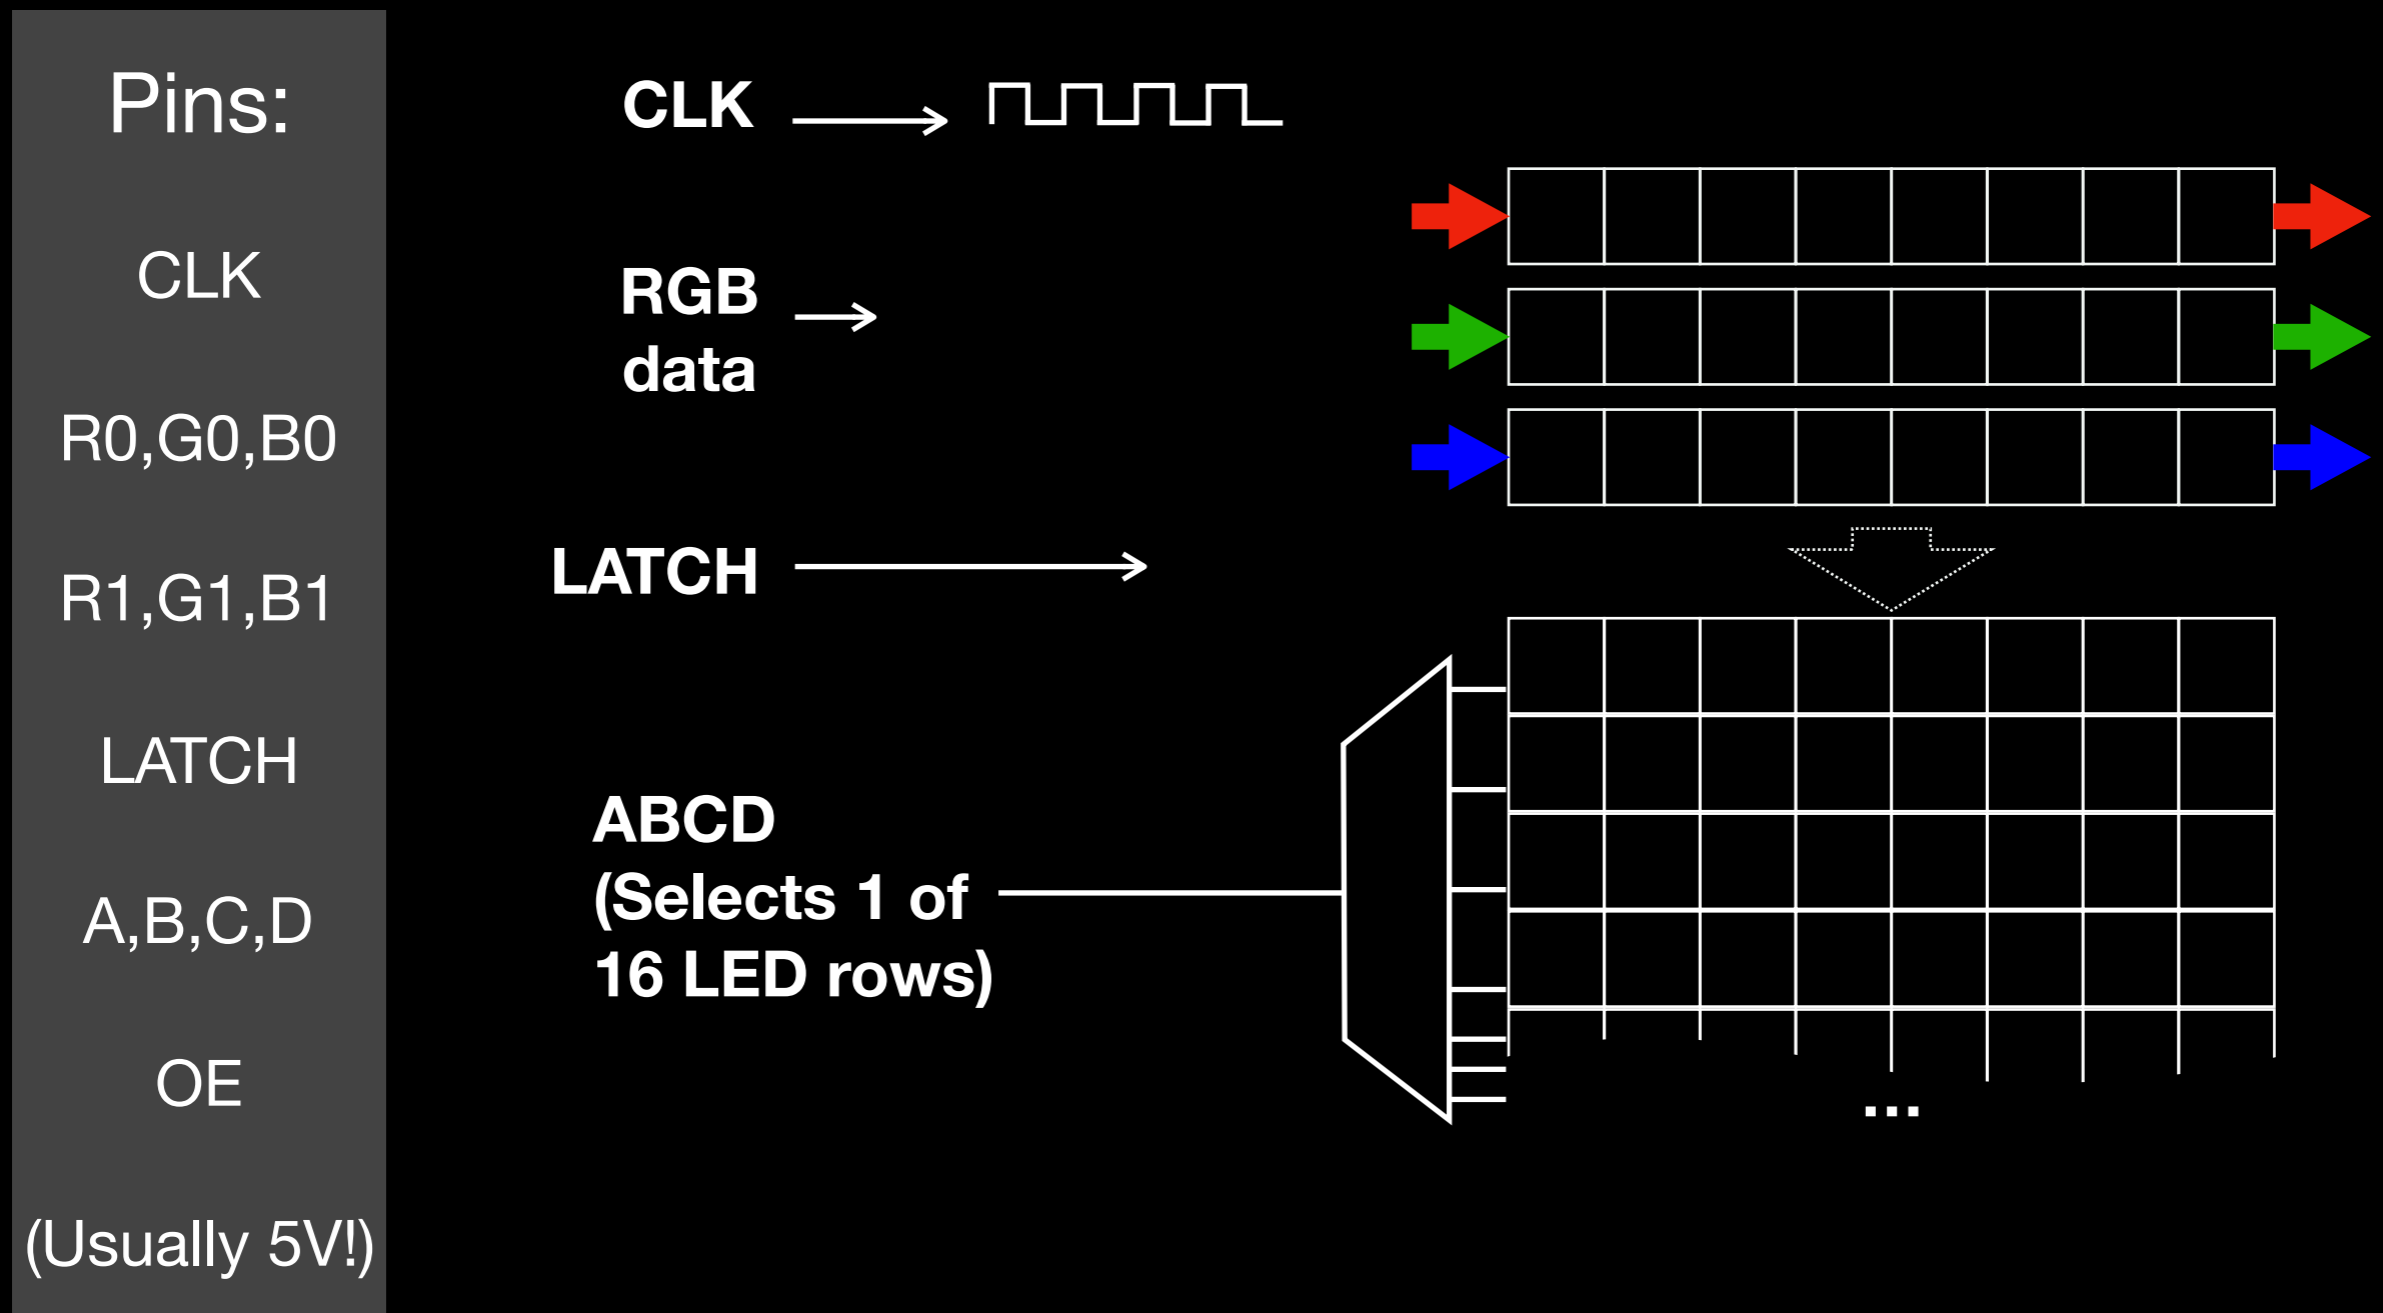 Pins:
CLK
R0,G0,B0
R1,G1,B1
LATCH
A,B,C,D
OE
(Usually 5V!)
CLK
RGB
data
LATCH
ABCD
(Selects 1 of
16 LED rows)
...